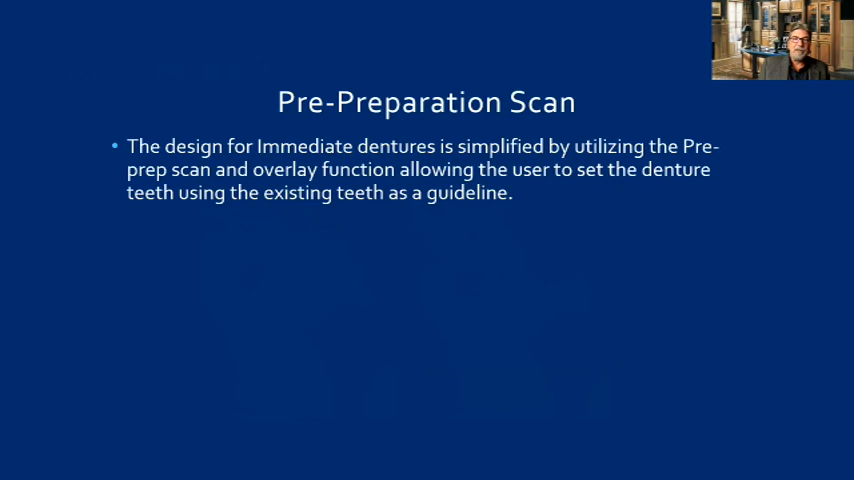 Pre-Preparation Scan
• The design for Immediate dentures is simplified by utilizing the Pre-
prep scan and overlay function allowing the user to set the denture
teeth using the existing teeth as a guideline.